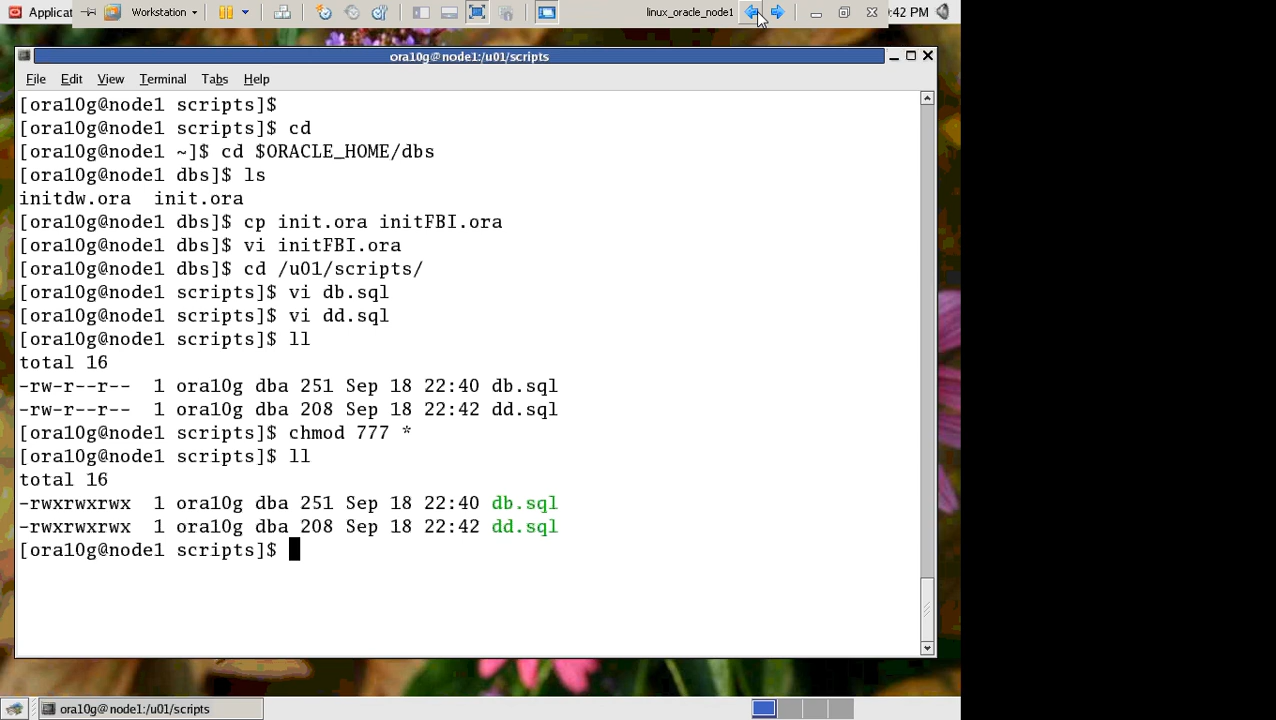 Applicat
Workstation
linux_oracle
:42 PM
ora10g@node1:/u01/scripts
File Edit View Terminal Tabs Help
[ora10g@node1 scripts]$
[ora10g@node1 scripts]$ cd
[ora10g@node1 ~]$ cd $ORACLE_HOME/dbs
[ora10g@node1 dbs]$ ls
initdw.ora  init.ora
[ora10g@node1 dbs]$ cp init.ora initFBI.ora
[ora10g@node1 dbs]$ vi initFBI.ora
[ora10g@node1 dbs]$ cd /u01/scripts/
[ora10g@node1 scripts]$ vi db.sql
[ora10g@node1 scripts]$ vi dd.sql
[ora10g@node1 scripts]$ ll
total 16
-rw-r--r--  1 ora10g dba 251 Sep 18 22:40 db.sql
-rw-r--r--  1 ora10g dba 208 Sep 18 22:42 dd.sql
[ora10g@node1 scripts]$ chmod 777 *
[ora10g@node1 scripts]$ ll
total 16
-rwxrwxrwx  1 ora10g dba 251 Sep 18 22:40 db.sql
-rwxrwxrwx  1 ora10g dba 208 Sep 18 22:42 dd.sql
[ora10g@node1 scripts]$
ora10g@node1:/u01/scripts